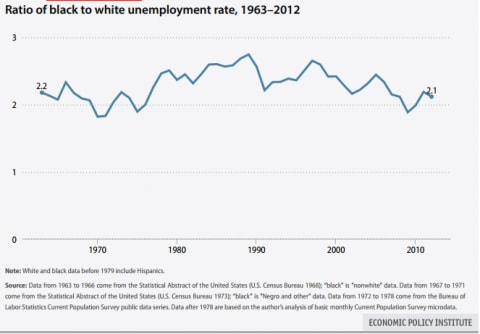 Ratio of black to white unemployment rate, 1963–2012
3
2.2
2.1
2
1
0
1970 1980 1990 2000 2010
Note: White and black data before 1979 include Hispanics.
Source: Data from 1963 to 1966 come from the Statistical Abstract of the United States (U.S. Census Bureau 1968); "black" is "nonwhite" data. Data from 1967 to 1971
come from the Statistical Abstract of the United States (U.S. Census Bureau 1973); "black" is "Negro and other" data. Data from 1972 to 1978 come from the Bureau of
Labor Statistics Current Population Survey public data series. Data after 1978 are based on the author's analysis of basic monthly Current Population Survey microdata.
ECONOMIC POLICY INSTITUTE